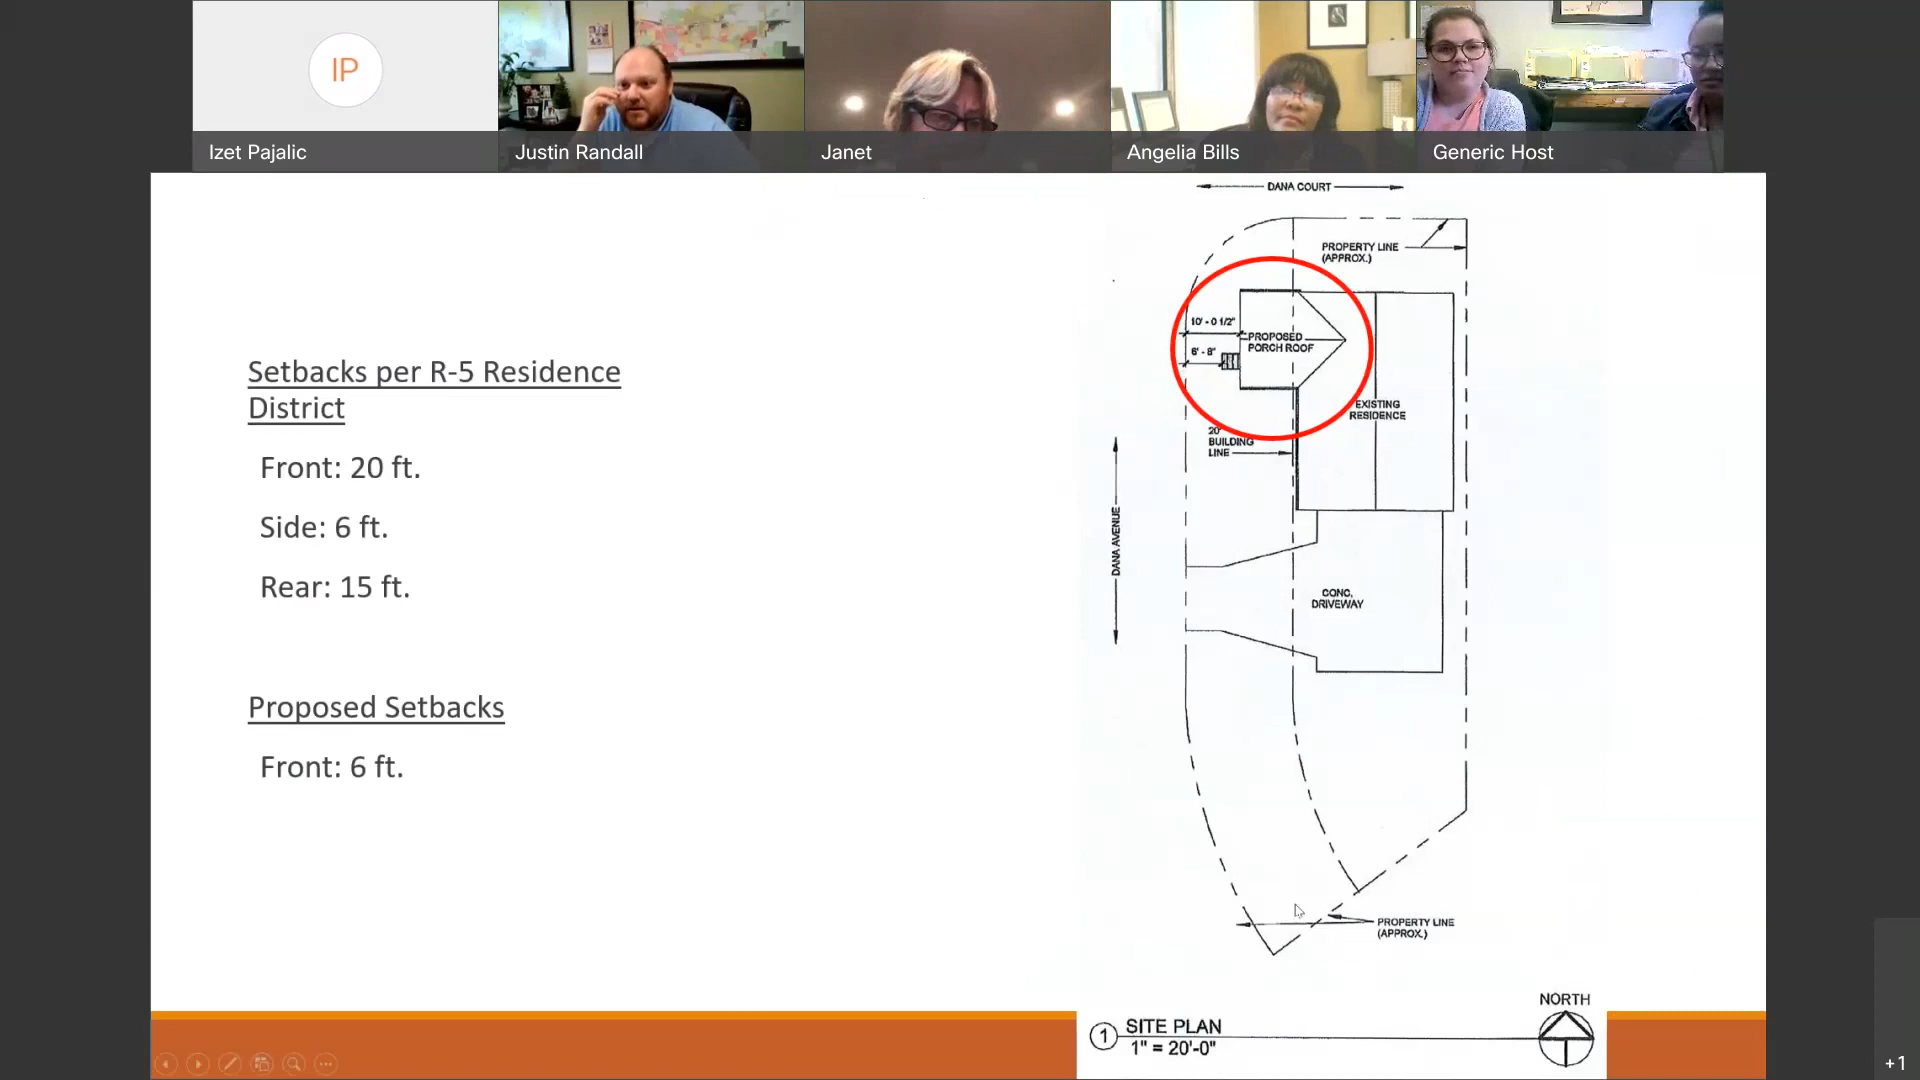 IP
Izet Pajalic
Justin Randall
Janet
Angelia Bills
Generic Host
Setbacks per R-5 Residence
District
Front: 20 ft.
Side: 6 ft.
Rear: 15 ft.
Proposed Setbacks
Front: 6 ft.
DANA COURT
PROPERTY LINE
(APPROX.)
10' - 0 1/2"
PROPOSED
PORCH ROOF
6' - 8"
EXISTING
RESIDENCE
20'
BUILDING
LINE
DANA AVENUE
CONC.
DRIVEWAY
PROPERTY LINE
(APPROX.)
NORTH
1
SITE PLAN
1" = 20'-0"
+1